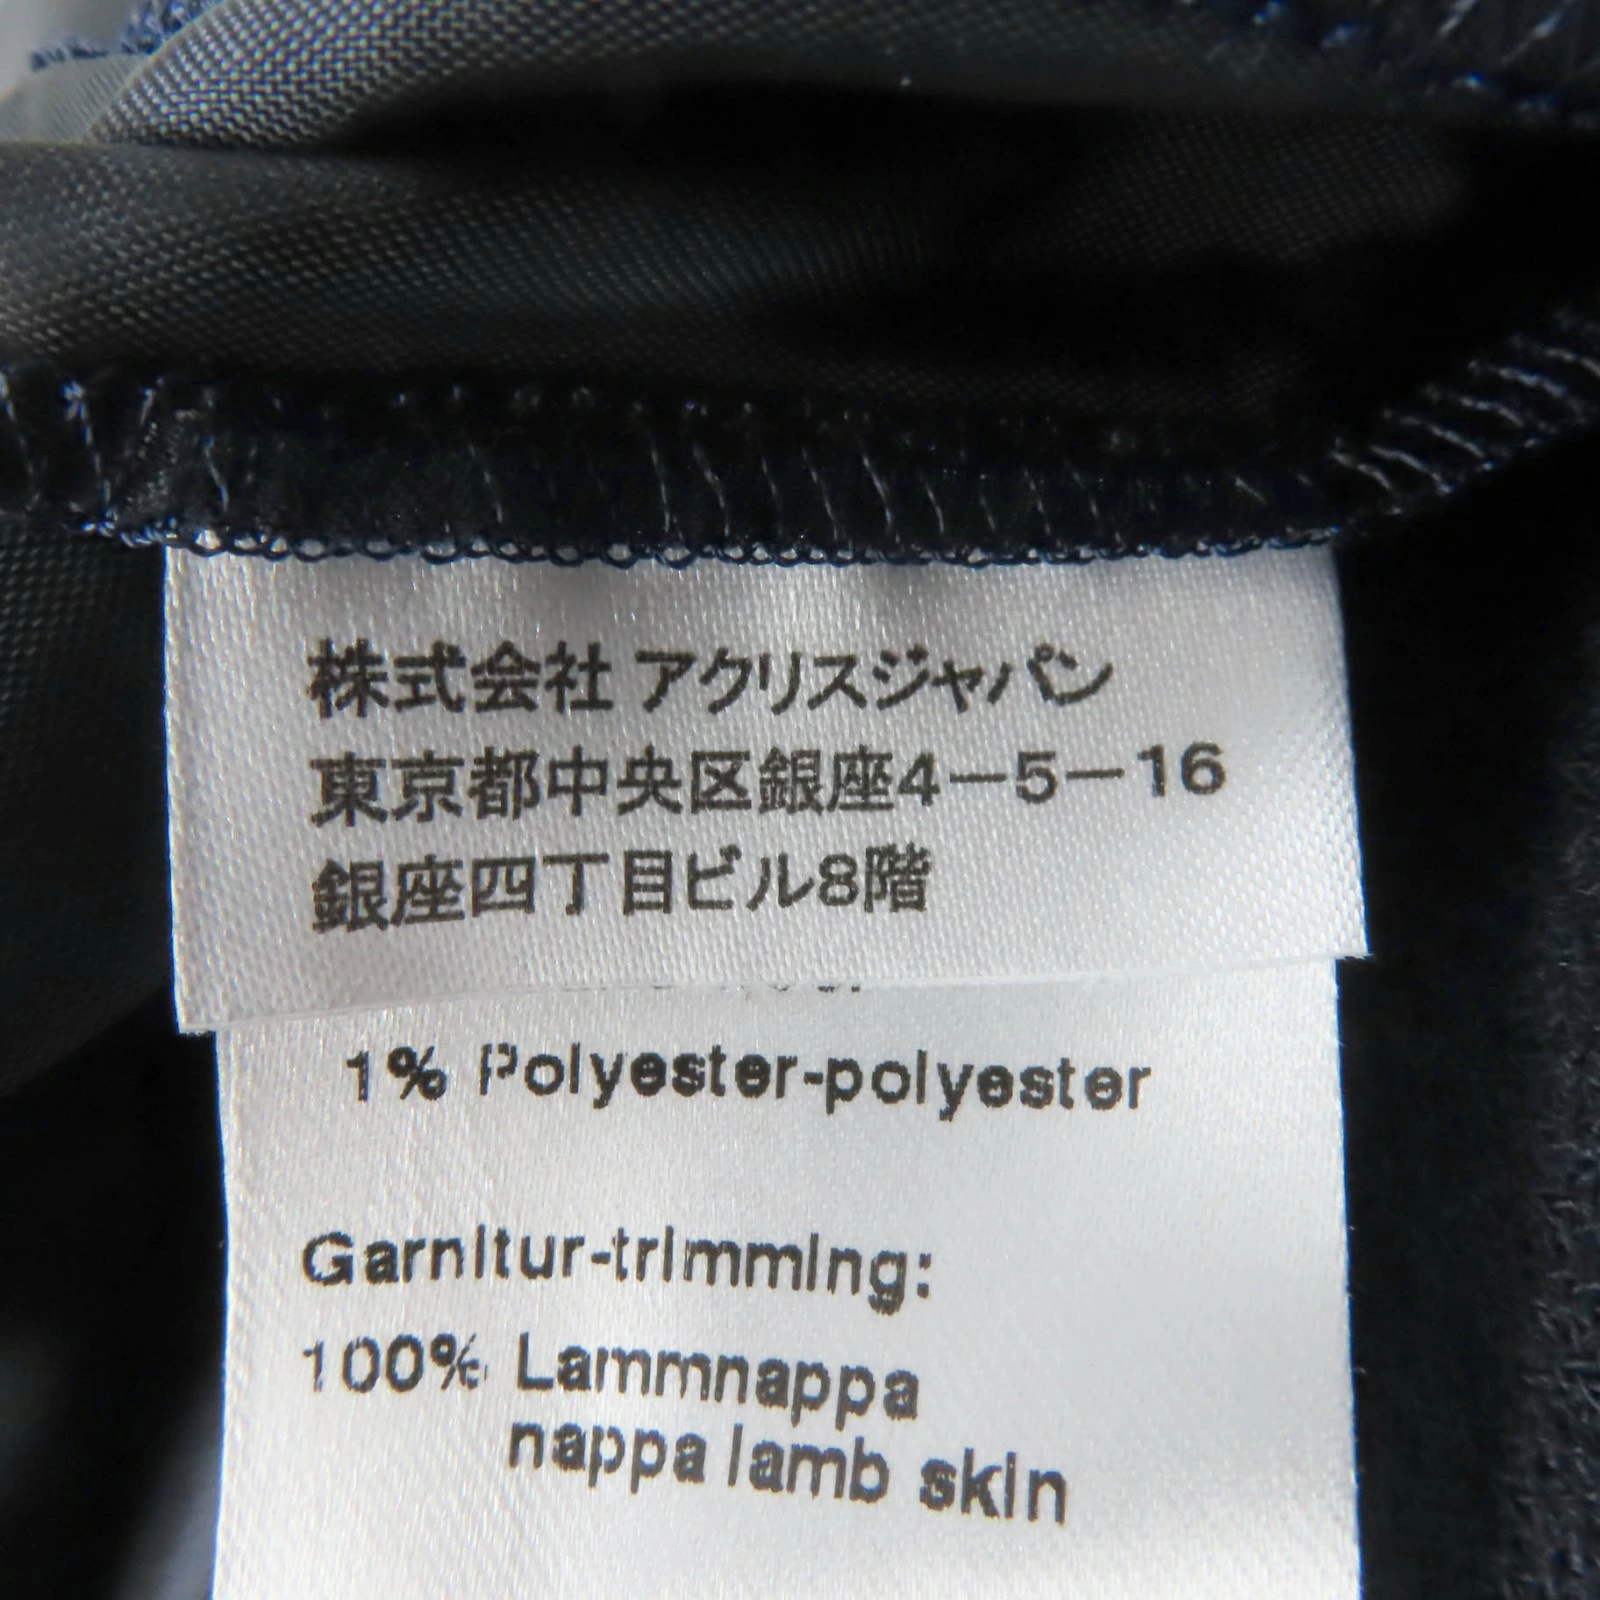 株式会社 アクリスジャパン
東京都中央区銀座4-5-16
銀座四丁目ビル8階
1% Polyester-polyester
Garnitur-trimming:
100% Lammnappa
nappa lamb skin